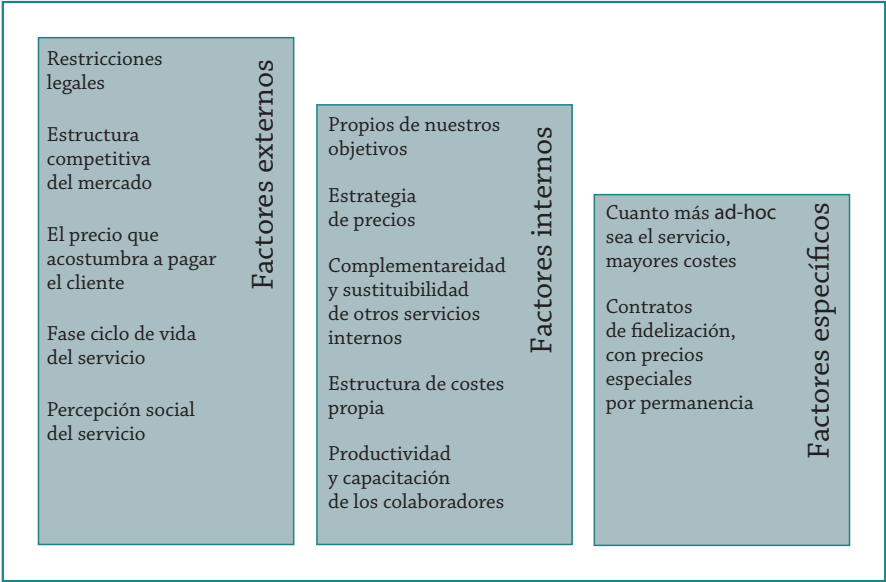 Restricciones
legales
Estructura
competitiva
del mercado
El precio que
acostumbra a pagar
el cliente
Fase ciclo de vida
del servicio
Percepción social
del servicio
Factores externos
Propios de nuestros
objetivos
Estrategia
de precios
Complementareidad
y sustituibilidad
de otros servicios
internos
Estructura de costes
propia
Productividad
y capacitación
de los colaboradores
Factores internos
Cuanto más ad-hoc
sea el servicio,
mayores costes
Contratos
de fidelización,
con precios
especiales
por permanencia
Factores específicos